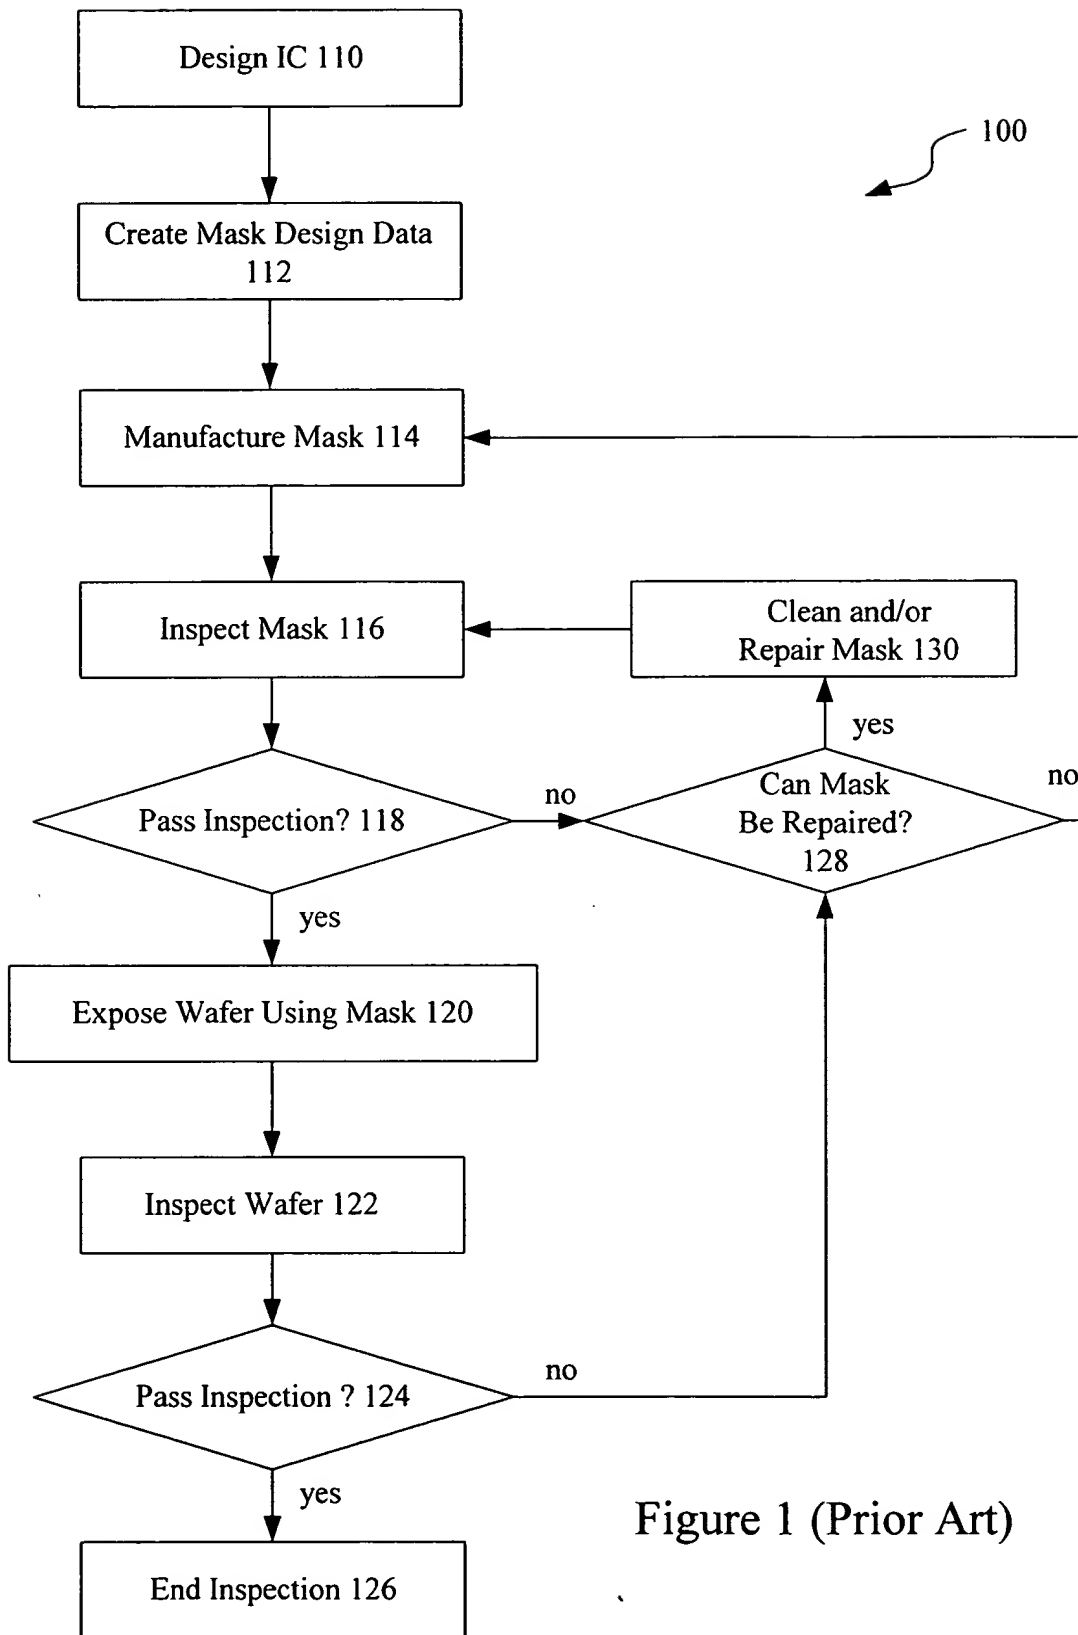 Design IC 110
100
Create Mask Design Data
112
Manufacture Mask 114
Inspect Mask 116
Clean and/or
Repair Mask 130
yes
Pass Inspection? 118
no
Can Mask
Be Repaired?
128
no
yes
Expose Wafer Using Mask 120
Inspect Wafer 122
Pass Inspection ? 124
no
yes
Figure 1 (Prior Art)
End Inspection 126